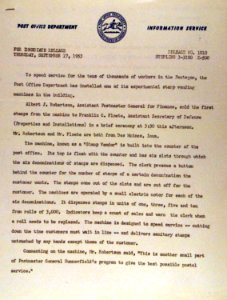 POST OFFICE DEPARTMENT
INFORMATION SERVICE
FOR IMMEDIATE RELEASE
THURSDAY, SEPTEMBER 17, 1953
RELEASE NO. 1010
To speed service for the tens of thousands of workers in the Pentagon, the
Post Office Department has installed one of its experimental stamp vending
machines in the building.
Albert J. Robertson, Assistant Postmaster General for Finance, sold the first
stamps from the machine to Franklin G. Floete, Assistant Secretary of Defense
(Properties and Installations) in a brief ceremony at 3:30 this afternoon.
Mr. Robertson and Mr. Floete are both from Des Moines, Iowa.
The machine, known as a "Stamp Vendor" is built into the counter of the
post office. Its top is flush with the counter and has six slots through which
the six denominations of stamps are dispensed. The clerk presses a button
behind the counter for the number of stamps of a certain denomination the
customer wants. The stamps come out of the slots and are cut off for the
customer. The machines are operated by a small electric motor for each of
the six denominations. It dispenses stamps in units of one, three, five and ten
from rolls of 3,000. Indicators keep a count of sales and warn the clerk when
a roll needs to be replaced. The machine is designed to speed service -- cutting
down the time customers must wait in line -- and delivers sanitary stamps
untouched by any hands except those of the customer.
Commenting on the machine, Mr. Robertson said, "This is another small part
of Postmaster General Summerfield's program to give the best possible postal
service."